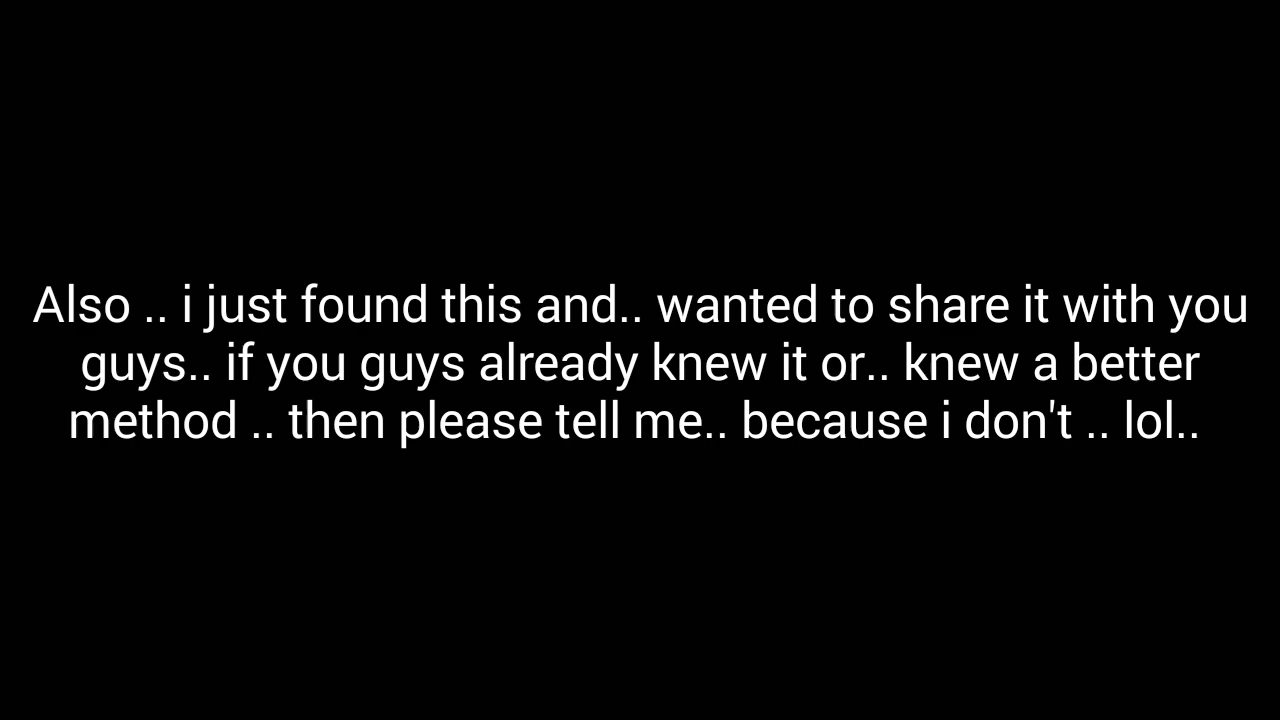 Also .. i just found this and.. wanted to share it with you
guys.. if you guys already knew it or.. knew a better
method .. then please tell me.. because i don't .. lol..